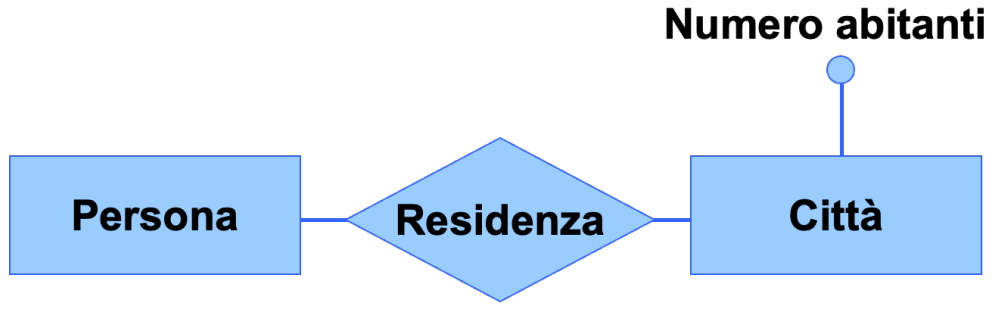 Numero abitanti
Persona
Residenza
Città